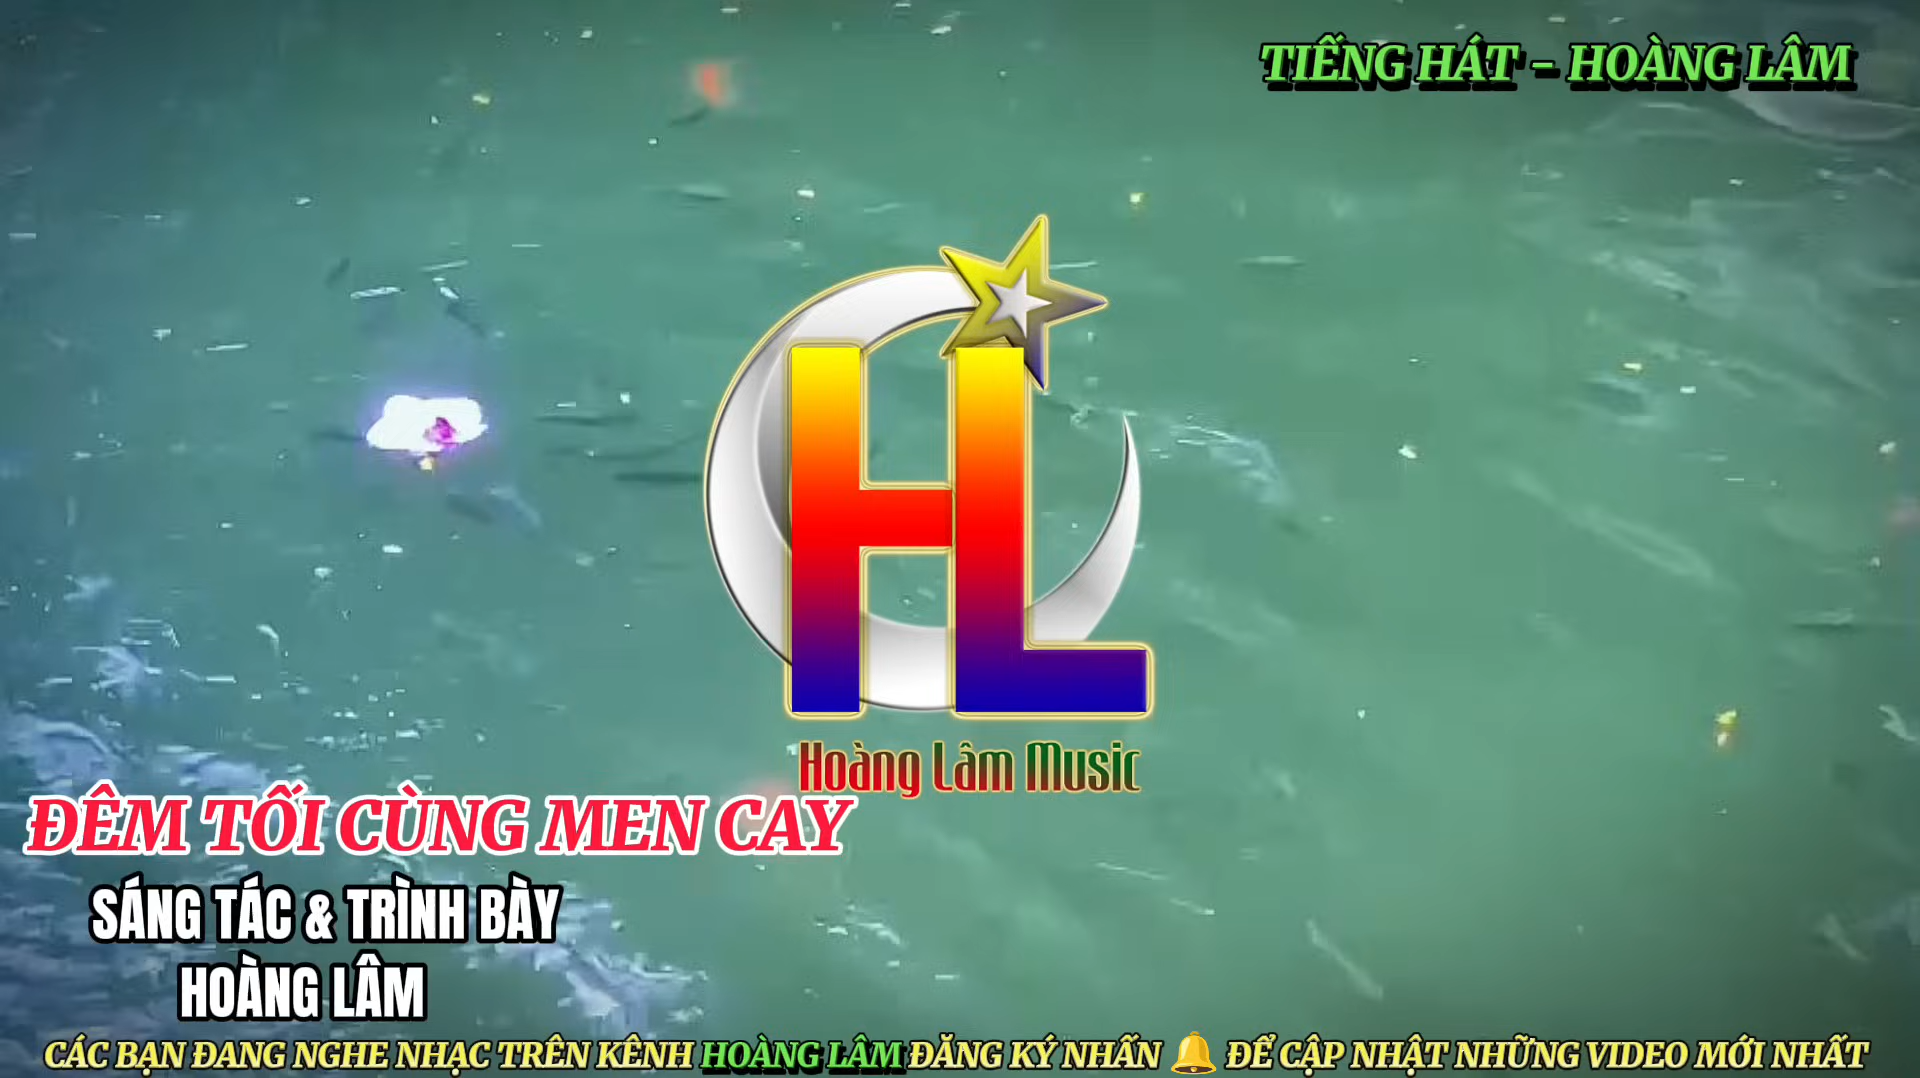 TIẾNG HÁT - HOÀNG LÂM
HL
Hoàng Lâm Music
ĐÊM TỐI CÙNG MEN CAY
SÁNG TÁC & TRÌNH BÀY
HOÀNG LÂM
CÁC BẠN ĐANG NGHE NHẠC TRÊN KÊNH HOÀNG LÂM ĐĂNG KÝ NHẤN 🔔 ĐỂ CẬP NHẬT NHỮNG VIDEO MỚI NHẤT